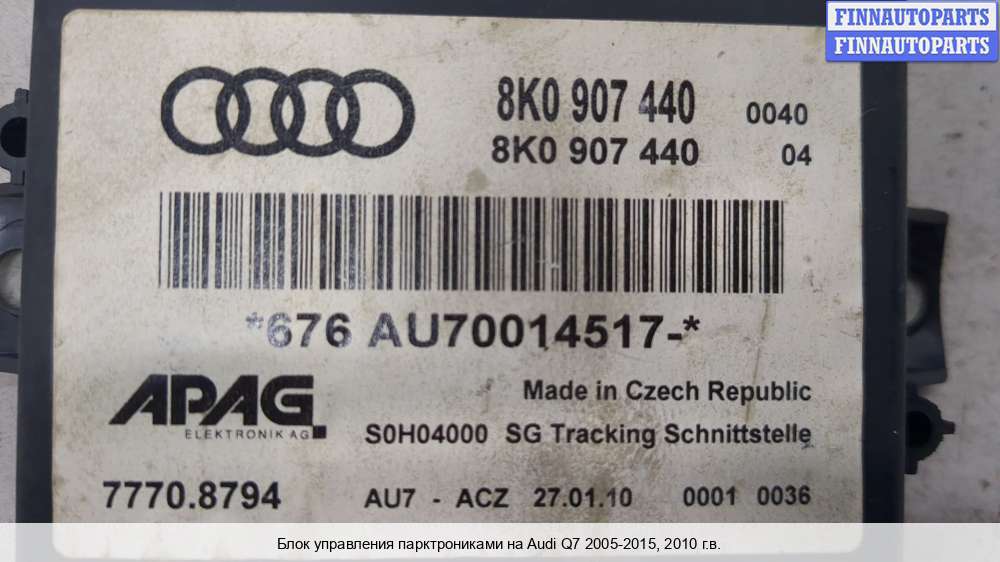 FINNAUTOPARTS
FINNAUTOPARTS
8K0 907 440 0040
8K0 907 440 04
*676 AU70014517-*
APAG
ELEKTRONIK AG
Made in Czech Republic
S0H04000 SG Tracking Schnittstelle
7770.8794
AU7 - ACZ 27.01.10 0001 0036
Блок управления парктрониками на Audi Q7 2005-2015, 2010 г.в.